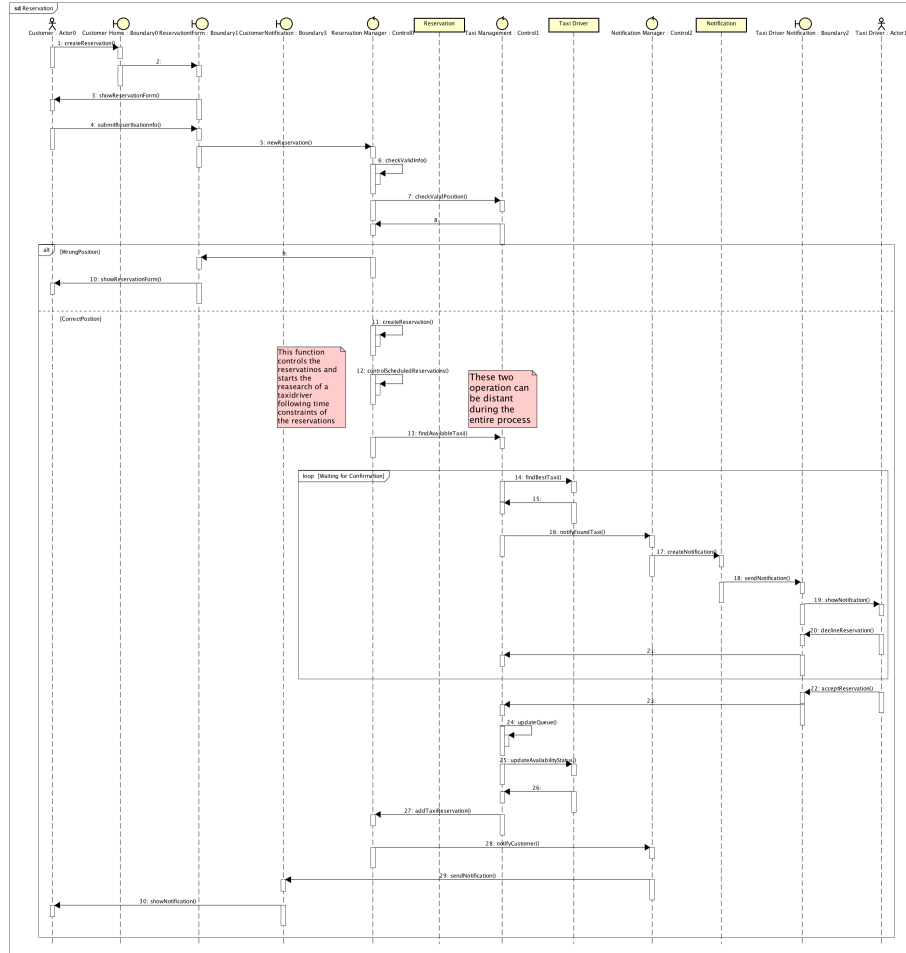 sd Reservation
Customer : Actor0
Customer Home : Boundary0
ReservationForm : Boundary1
CustomerNotification : Boundary3
Reservation Manager : Control0
Reservation
Taxi Management : Control1
Taxi Driver
Notification Manager : Control2
Notification
Taxi Driver Notification : Boundary2
Taxi Driver : Actor1
1: createReservation()
2:
3: showReservationForm()
4: submitResertivationnfo()
5: newReservation()
6: checkValidInfo()
7: checkValidPosition()
8:
alt
[WrongPosition]
9:
10: showReservationForm()
[CorrectPostion]
11: createReservation()
This function
controls the
reservatinos and
starts the
reasearch of a
taxidriver
following time
constraints of
the reservations
12: controlScheduledReservations()
These two
operation can
be distant
during the
entire process
13: findAvailableTaxi()
loop [Waiting for Confirmation]
14: findBestTaxi()
15:
16: notifyFoundTaxi()
17: createNotification()
18: sendNotification()
19: showNotifcation()
20: declineReservation()
21:
22: acceptReservation()
23:
24: updateQueue()
25: updateAvailabilityStatus()
26:
27: addTaxiReservation()
28: notifyCustomer()
29: sendNotification()
30: showNotification()